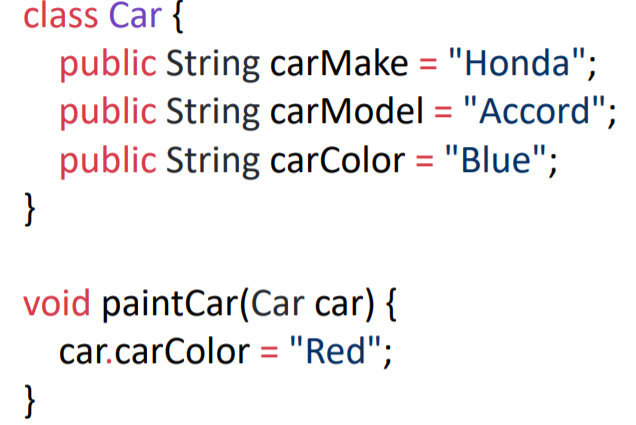 class Car {
public String carMake = "Honda";
public String carModel = "Accord";
public String carColor = "Blue";
}
void paintCar(Car car) {
car.carColor = "Red";
}